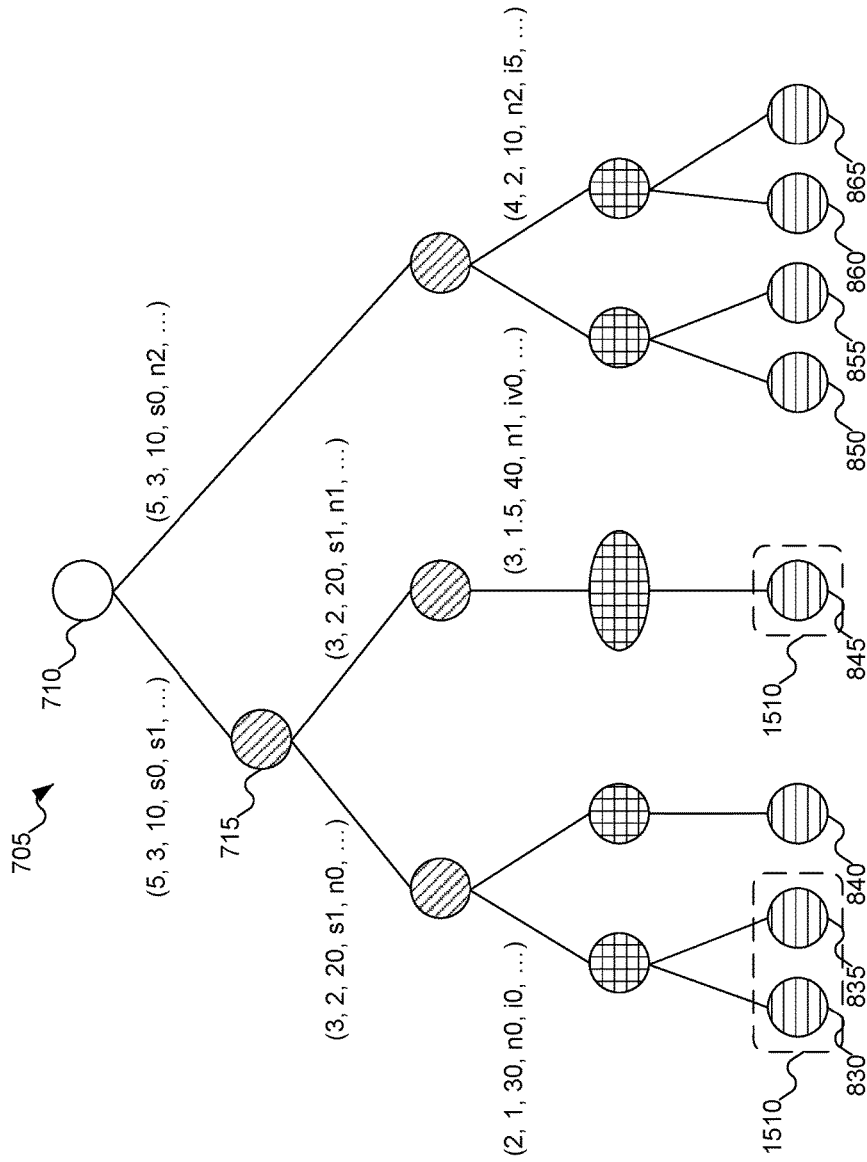 705
710
(5, 3, 10, s0, s1, …)
(5, 3, 10, s0, n2, …)
715
(3, 2, 20, s1, n0, …)
(3, 2, 20, s1, n1, …)
(2, 1, 30, n0, i0, …)
(3, 1.5, 40, n1, iv0, …)
(4, 2, 10, n2, i5, …)
1510
830
835
840
1510
845
850
855
860
865